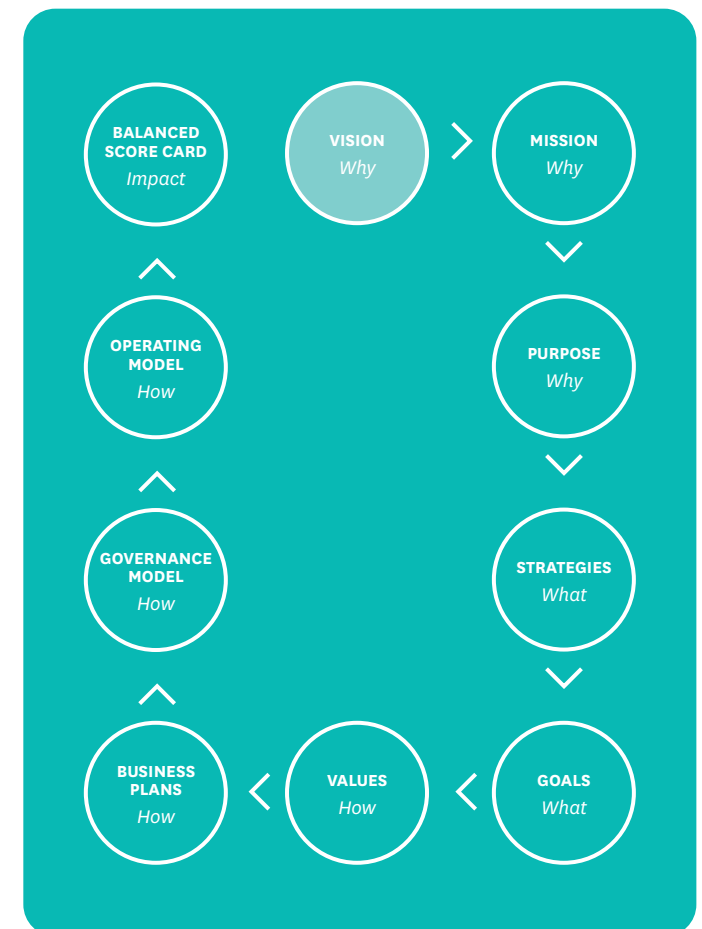 BALANCED
SCORE CARD
Impact
VISION
Why
MISSION
Why
OPERATING
MODEL
How
PURPOSE
Why
GOVERNANCE
MODEL
How
STRATEGIES
What
BUSINESS
PLANS
How
VALUES
How
GOALS
What